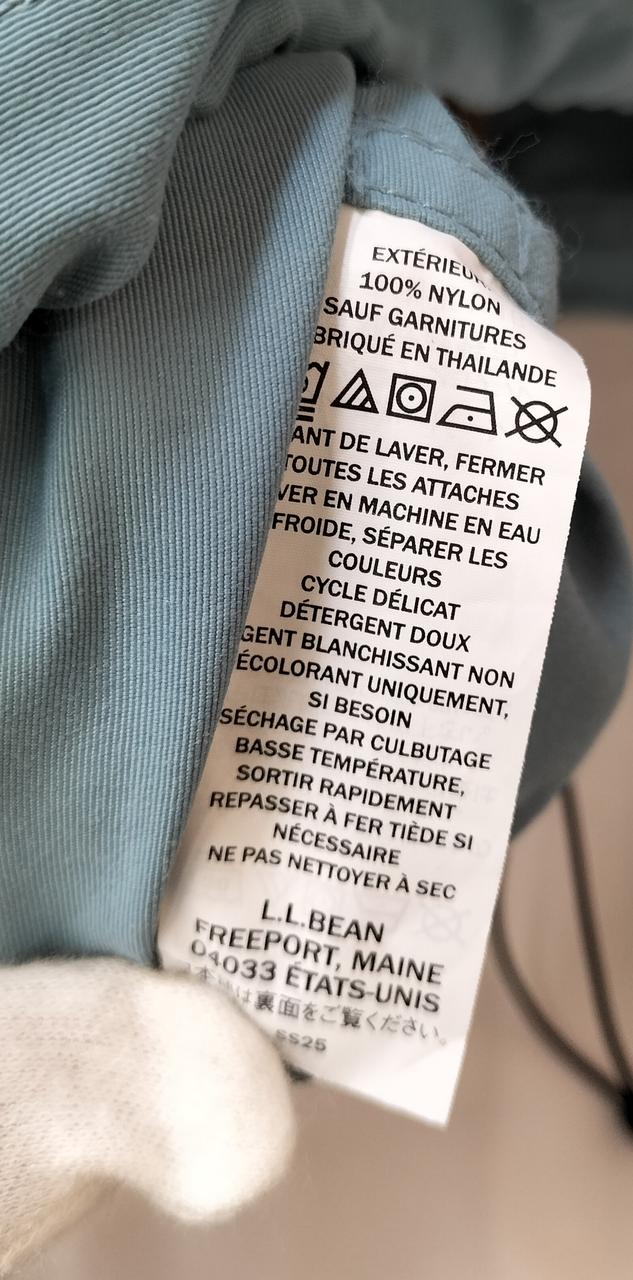 EXTÉRIEUR
100% NYLON
SAUF GARNITURES
BRIQUÉ EN THAILANDE
ANT DE LAVER, FERMER
TOUTES LES ATTACHES
VER EN MACHINE EN EAU
FROIDE, SÉPARER LES
COULEURS
CYCLE DÉLICAT
DÉTERGENT DOUX
GENT BLANCHISSANT NON
ÉCOLORANT UNIQUEMENT,
SI BESOIN
SÉCHAGE PAR CULBUTAGE
BASSE TEMPÉRATURE,
SORTIR RAPIDEMENT
REPASSER À FER TIÈDE SI
NÉCESSAIRE
NE PAS NETTOYER À SEC
L.L.BEAN
FREEPORT, MAINE
04033 ÉTATS-UNIS
は裏面をご覧ください。
SS25